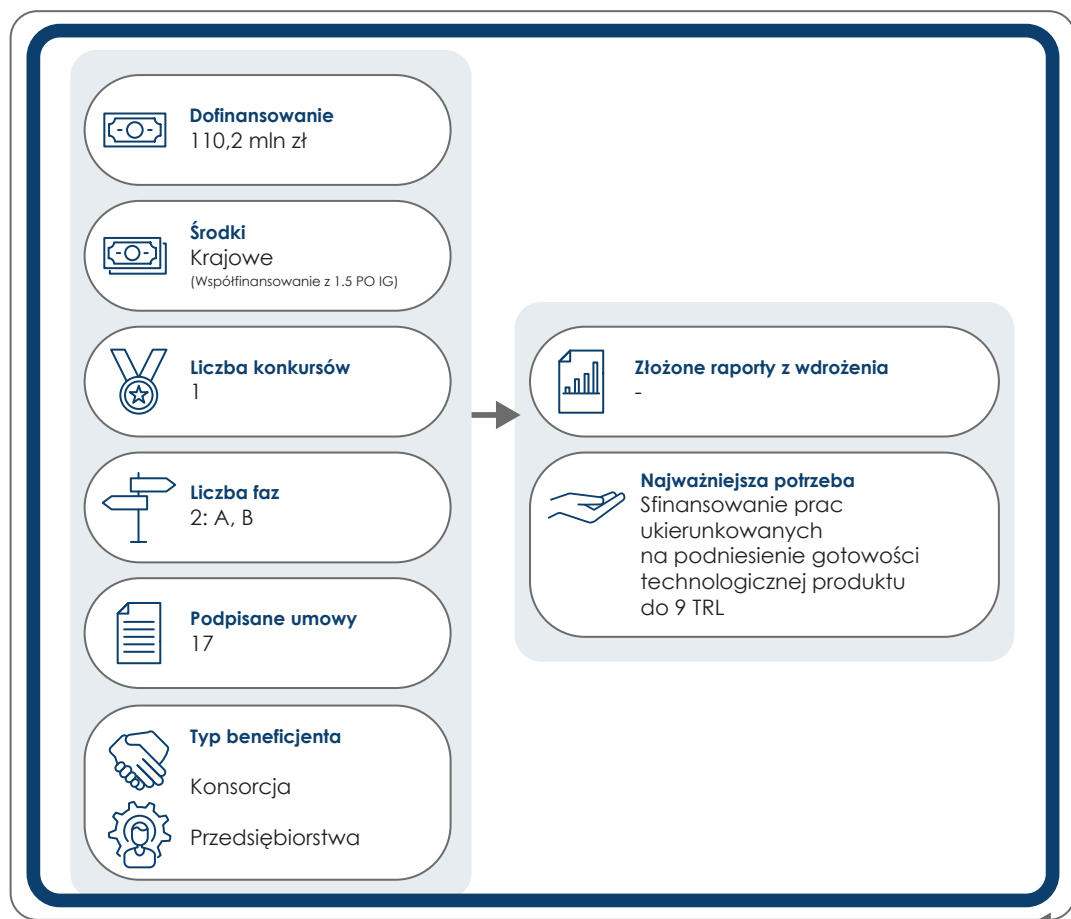 Dofinansowanie
110,2 mln zł
Środki
Krajowe
(Współfinansowanie z 1.5 PO IG)
Liczba konkursów
1
Liczba faz
2: A, B
Podpisane umowy
17
Typ beneficjenta
Konsorcja
Przedsiębiorstwa
Złożone raporty z wdrożenia
-
Najważniejsza potrzeba
Sfinansowanie prac
ukierunkowanych
na podniesienie gotowości
technologicznej produktu
do 9 TRL